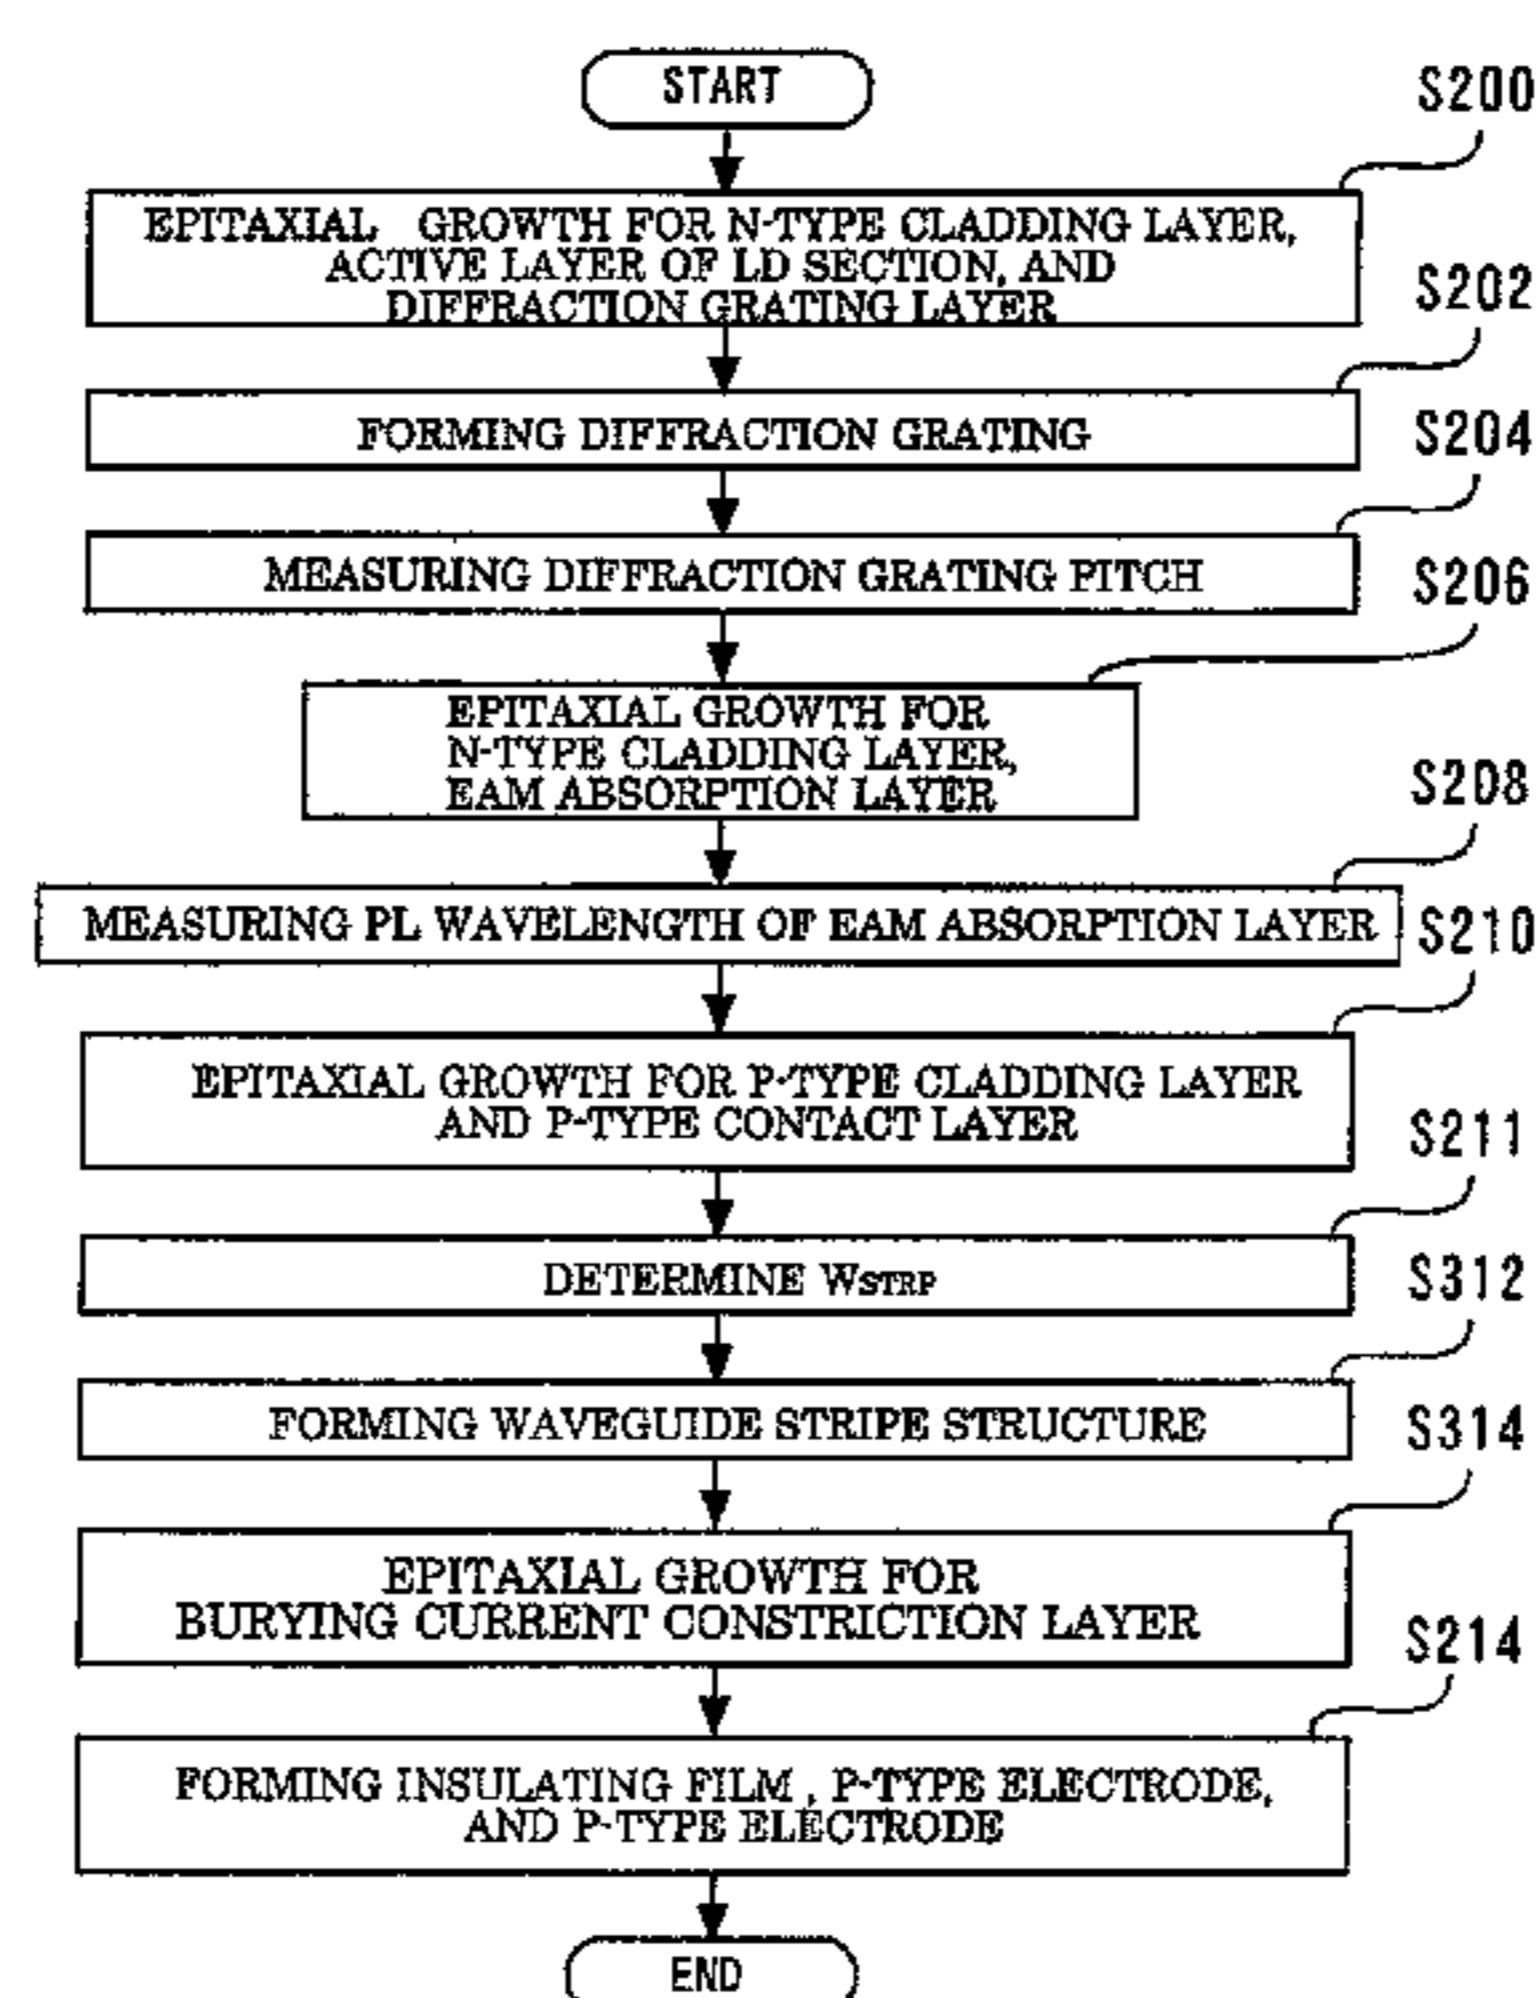 START
S200
EPITAXIAL GROWTH FOR N-TYPE CLADDING LAYER,
ACTIVE LAYER OF LD SECTION, AND
DIFFRACTION GRATING LAYER
S202
FORMING DIFFRACTION GRATING
S204
MEASURING DIFFRACTION GRATING PITCH
S206
EPITAXIAL GROWTH FOR
N-TYPE CLADDING LAYER,
EAM ABSORPTION LAYER
S208
MEASURING PL WAVELENGTH OF EAM ABSORPTION LAYER
S210
EPITAXIAL GROWTH FOR P-TYPE CLADDING LAYER
AND P-TYPE CONTACT LAYER
S211
DETERMINE WSTRP
S312
FORMING WAVEGUIDE STRIPE STRUCTURE
S314
EPITAXIAL GROWTH FOR
BURYING CURRENT CONSTRICTION LAYER
S214
FORMING INSULATING FILM, P-TYPE ELECTRODE,
AND P-TYPE ELECTRODE
END